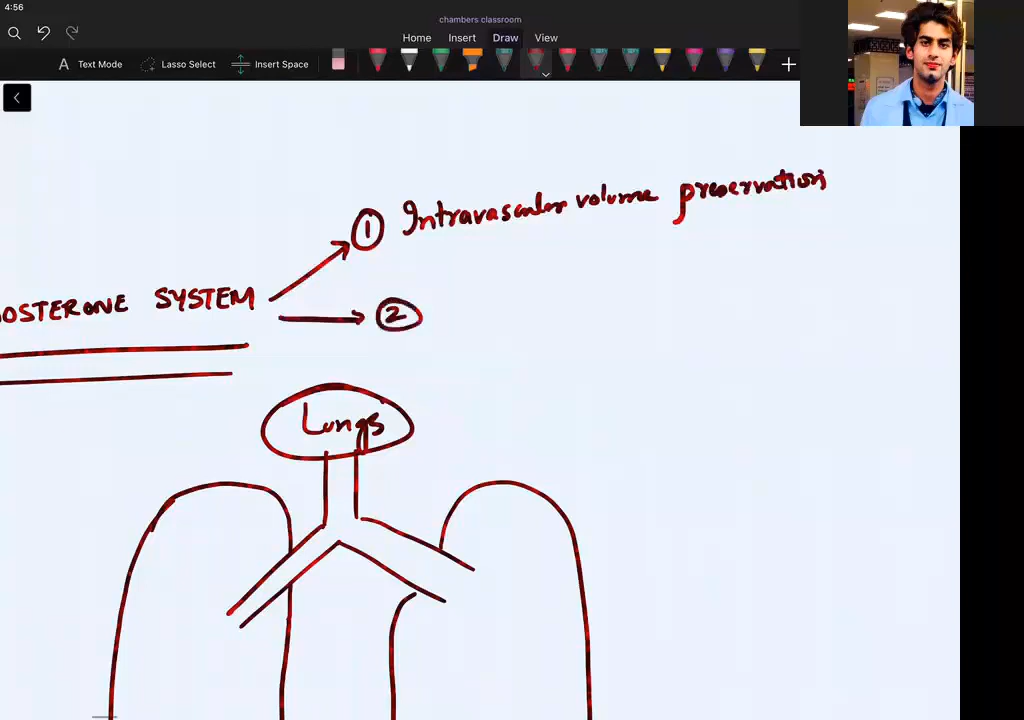 4:56
chambers classroom
Home Insert Draw View
Text Mode Lasso Select Insert Space
1 Intravascular volume preservation
OSTERONE SYSTEM
2
Lungs